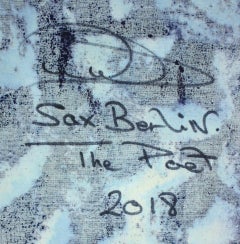 Sax Berlin.
The Poet
2018